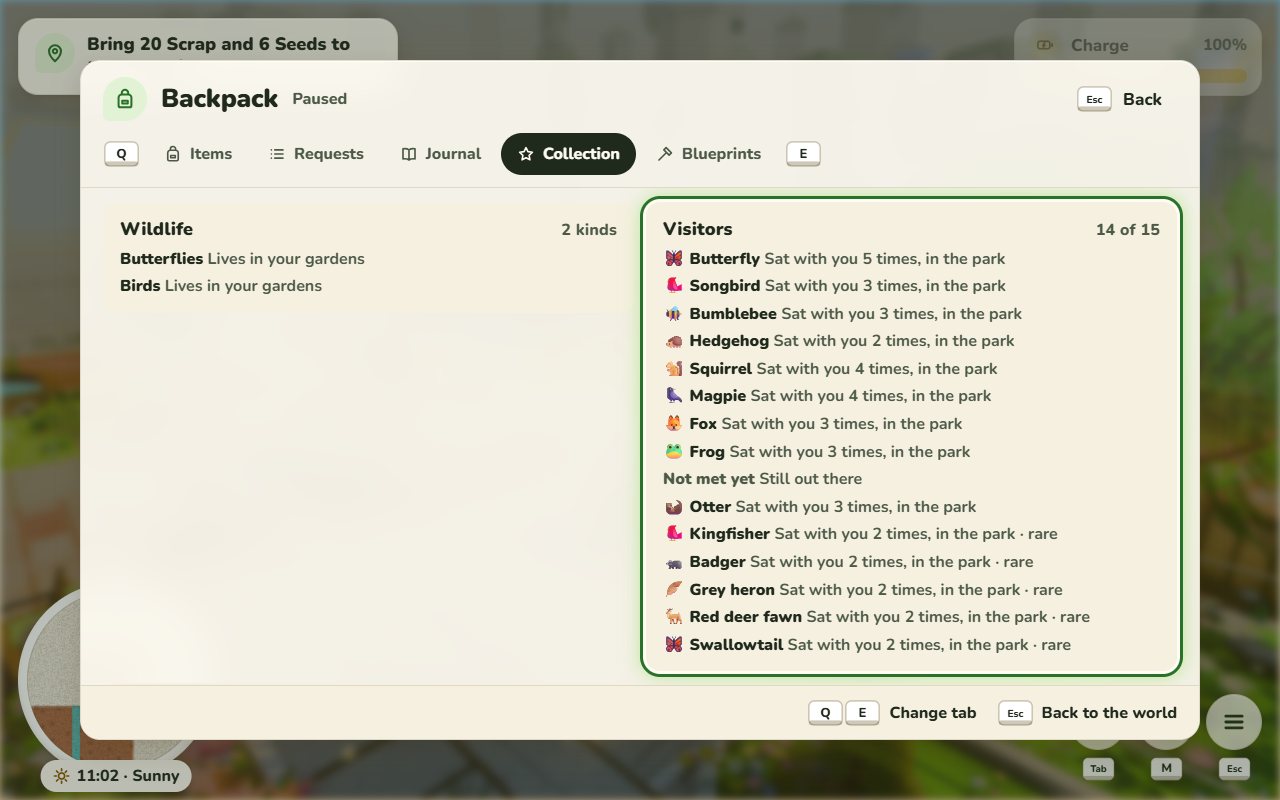 Bring 20 Scrap and 6 Seeds to
Charge 100%
Backpack Paused
Esc Back
Q Items Requests Journal Collection Blueprints E
Wildlife 2 kinds
Butterflies Lives in your gardens
Birds Lives in your gardens
Visitors 14 of 15
Butterfly Sat with you 5 times, in the park
Songbird Sat with you 3 times, in the park
Bumblebee Sat with you 3 times, in the park
Hedgehog Sat with you 2 times, in the park
Squirrel Sat with you 4 times, in the park
Magpie Sat with you 4 times, in the park
Fox Sat with you 3 times, in the park
Frog Sat with you 3 times, in the park
Not met yet Still out there
Otter Sat with you 3 times, in the park
Kingfisher Sat with you 2 times, in the park · rare
Badger Sat with you 2 times, in the park · rare
Grey heron Sat with you 2 times, in the park · rare
Red deer fawn Sat with you 2 times, in the park · rare
Swallowtail Sat with you 2 times, in the park · rare
Q E Change tab Esc Back to the world
11:02 · Sunny
Tab M Esc